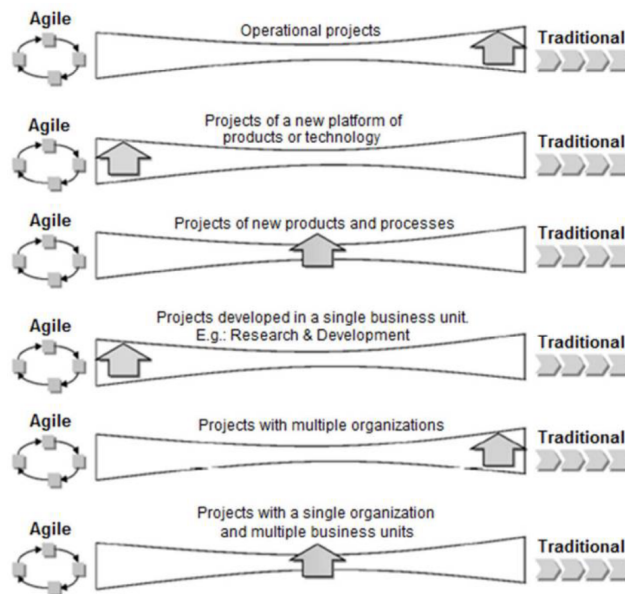 Operational projects
Agile
Traditional
Projects of a new platform of
products or technology
Agile
Traditional
Projects of new products and processes
Agile
Traditional
Projects developed in a single business unit.
E.g.: Research & Development
Agile
Traditional
Projects with multiple organizations
Agile
Traditional
Projects with a single organization
and multiple business units
Agile
Traditional